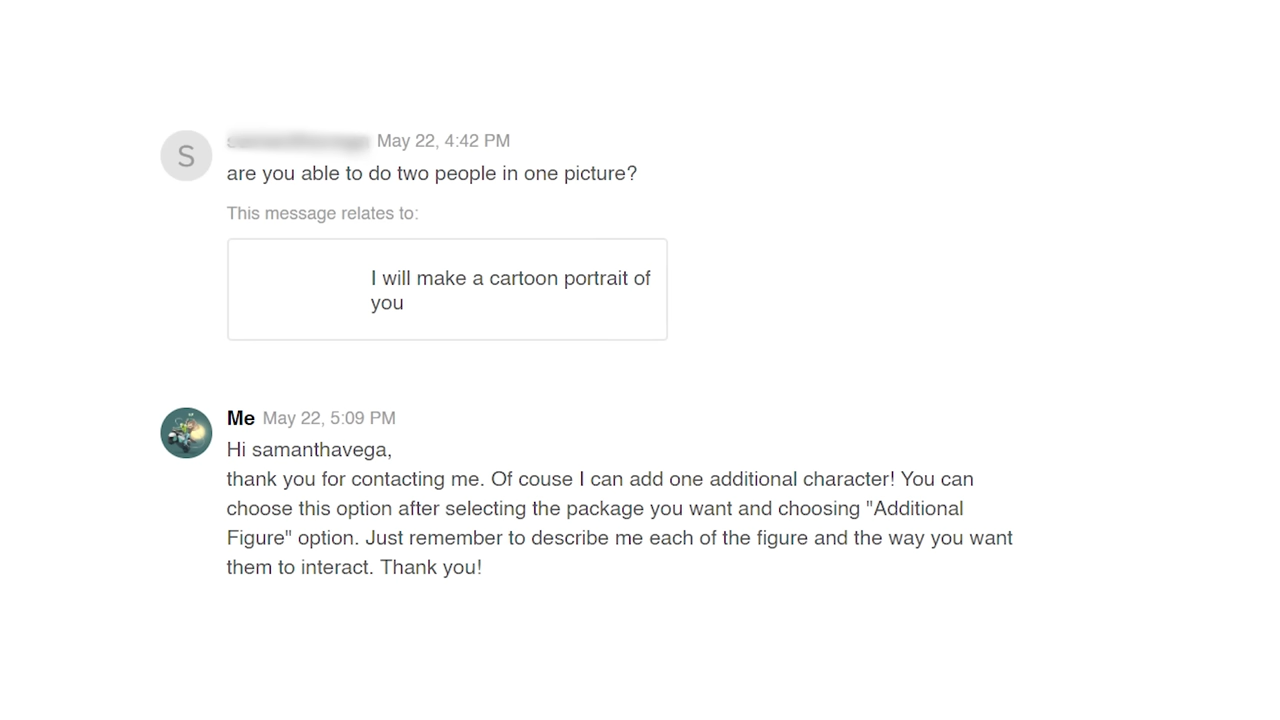 S
May 22, 4:42 PM
are you able to do two people in one picture?
This message relates to:
I will make a cartoon portrait of
you
Me May 22, 5:09 PM
Hi samanthavega,
thank you for contacting me. Of couse I can add one additional character! You can
choose this option after selecting the package you want and choosing "Additional
Figure" option. Just remember to describe me each of the figure and the way you want
them to interact. Thank you!